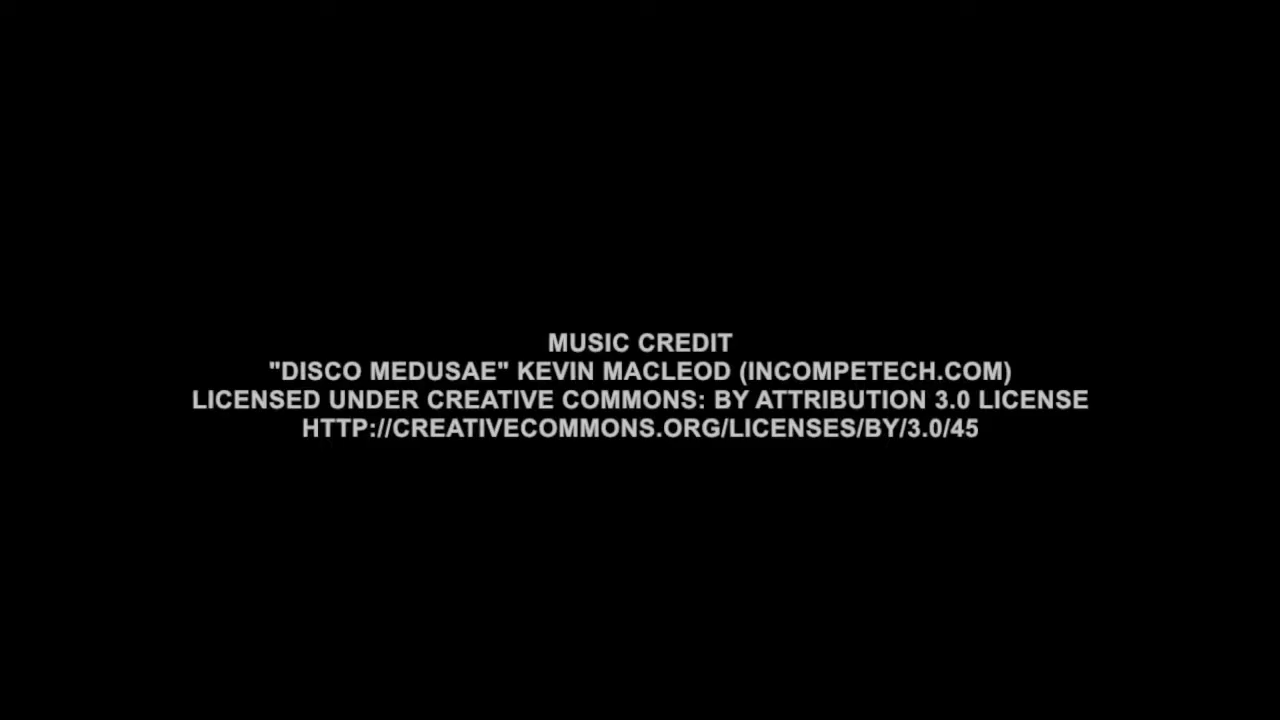 MUSIC CREDIT
"DISCO MEDUSAE" KEVIN MACLEOD (INCOMPETECH.COM)
LICENSED UNDER CREATIVE COMMONS: BY ATTRIBUTION 3.0 LICENSE
HTTP://CREATIVECOMMONS.ORG/LICENSES/BY/3.0/45